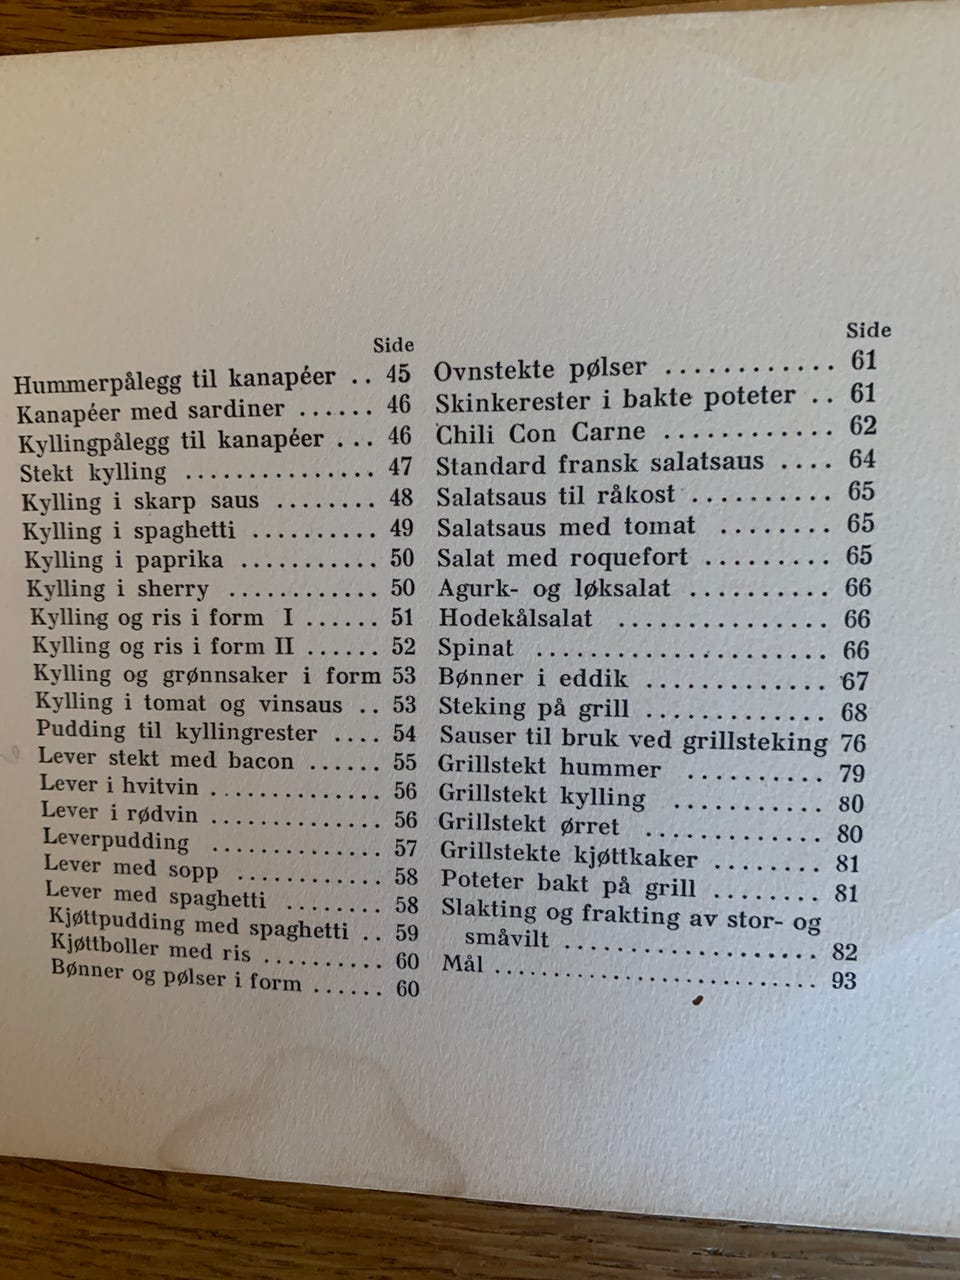 Side
Hummerpålegg til kanapéer .. 45
Kanapéer med sardiner ...... 46
Kyllingpålegg til kanapéer ... 46
Stekt kylling ............... 47
Kylling i skarp saus ........ 48
Kylling i spaghetti .......... 49
Kylling i paprika ........... 50
Kylling i sherry ............ 50
Kylling og ris i form I ...... 51
Kylling og ris i form II ...... 52
Kylling og grønnsaker i form 53
Kylling i tomat og vinsaus .. 53
Pudding til kyllingrester .... 54
Lever stekt med bacon ...... 55
Lever i hvitvin .............. 56
Lever i rødvin .............. 56
Leverpudding .............. 57
Lever med sopp ............ 58
Lever med spaghetti ........ 58
Kjøttpudding med spaghetti .. 59
Kjøttboller med ris .......... 60
Bønner og pølser i form ...... 60
Side
Ovnstekte pølser ............ 61
Skinkerester i bakte poteter .. 61
Chili Con Carne ............ 62
Standard fransk salatsaus .... 64
Salatsaus til råkost .......... 65
Salatsaus med tomat ........ 65
Salat med roquefort ......... 65
Agurk- og løksalat .......... 66
Hodekålsalat ............... 66
Spinat ..................... 66
Bønner i eddik ............. 67
Steking på grill ............. 68
Sauser til bruk ved grillsteking 76
Grillstekt hummer .......... 79
Grillstekt kylling ........... 80
Grillstekt ørret ............. 80
Grillstekte kjøttkaker ........ 81
Poteter bakt på grill ........ 81
Slakting og frakting av stor- og
småvilt ................... 82
Mål ........................ 93